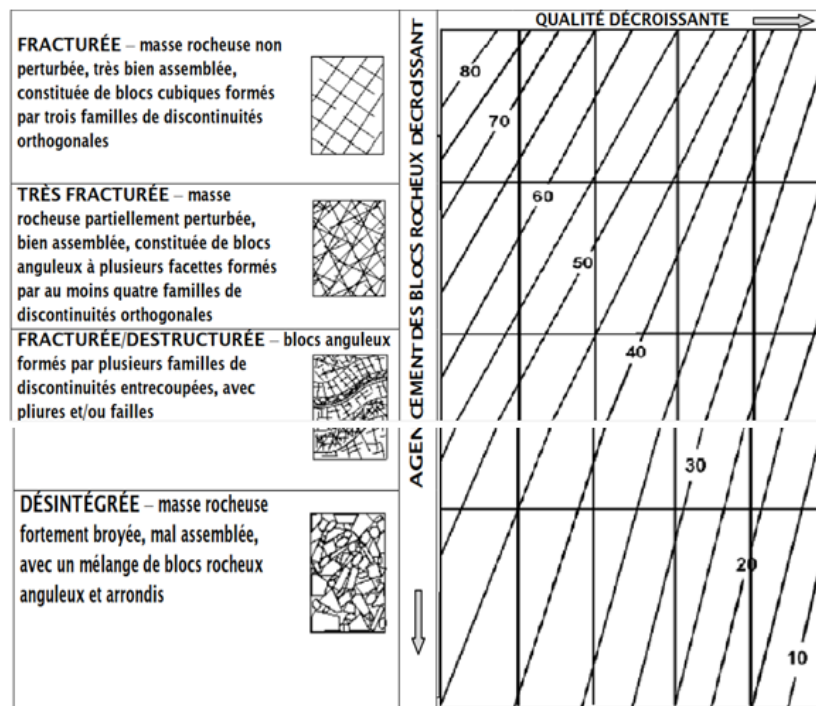 QUALITÉ DÉCROISSANTE
FRACTURÉE – masse rocheuse non
perturbée, très bien assemblée,
constituée de blocs cubiques formés
par trois familles de discontinuités
orthogonales
TRÈS FRACTURÉE – masse
rocheuse partiellement perturbée,
bien assemblée, constituée de blocs
anguleux à plusieurs facettes formés
par au moins quatre familles de
discontinuités orthogonales
FRACTURÉE/DESTRUCTURÉE – blocs anguleux
formés par plusieurs familles de
discontinuités entrecoupées, avec
pliures et/ou failles
DÉSINTÉGRÉE – masse rocheuse
fortement broyée, mal assemblée,
avec un mélange de blocs rocheux
anguleux et arrondis
AGENCEMENT DES BLOCS ROCHEUX DÉCROISSANT
80
70
60
50
40
30
20
10